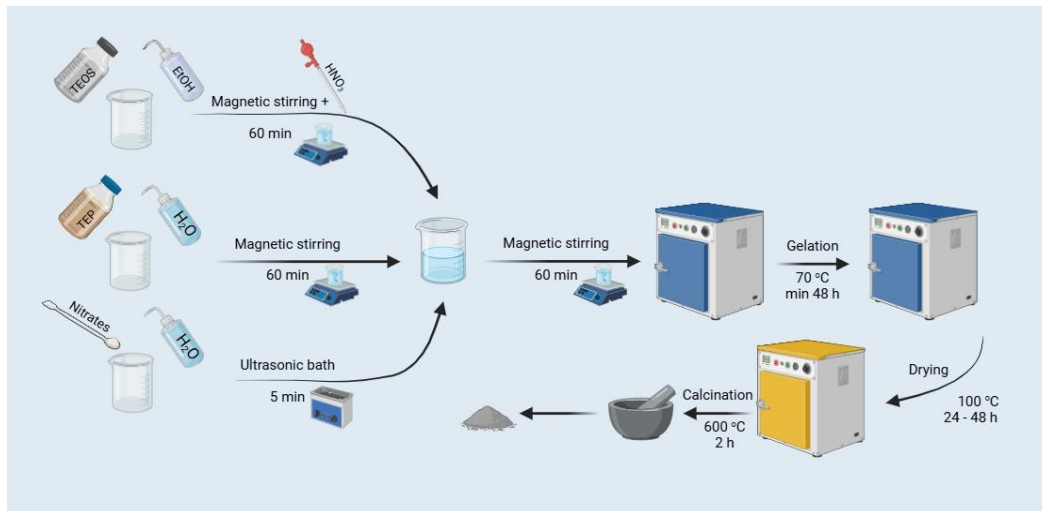 TEOS
EtOH
HNO₃
Magnetic stirring +
60 min
TEP
H₂O
Magnetic stirring
60 min
Magnetic stirring
60 min
Gelation
70 °C
min 48 h
Nitrates
H₂O
Ultrasonic bath
5 min
Drying
100 °C
24 - 48 h
Calcination
600 °C
2 h